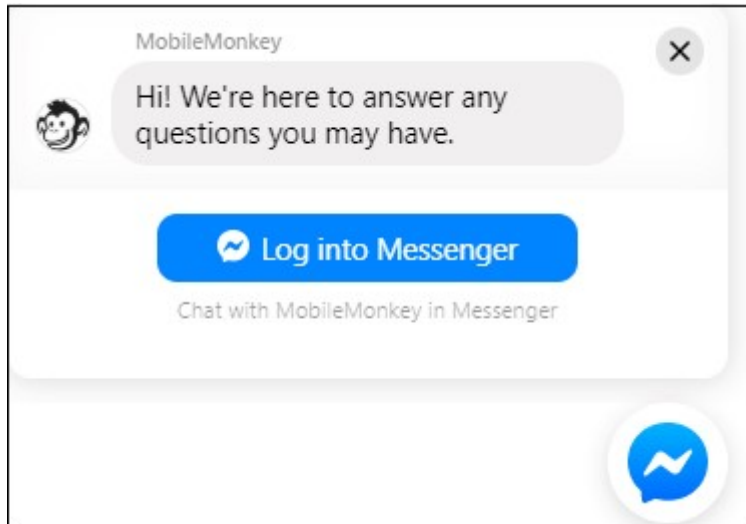 MobileMonkey
Hi! We're here to answer any
questions you may have.
Log into Messenger
Chat with MobileMonkey in Messenger